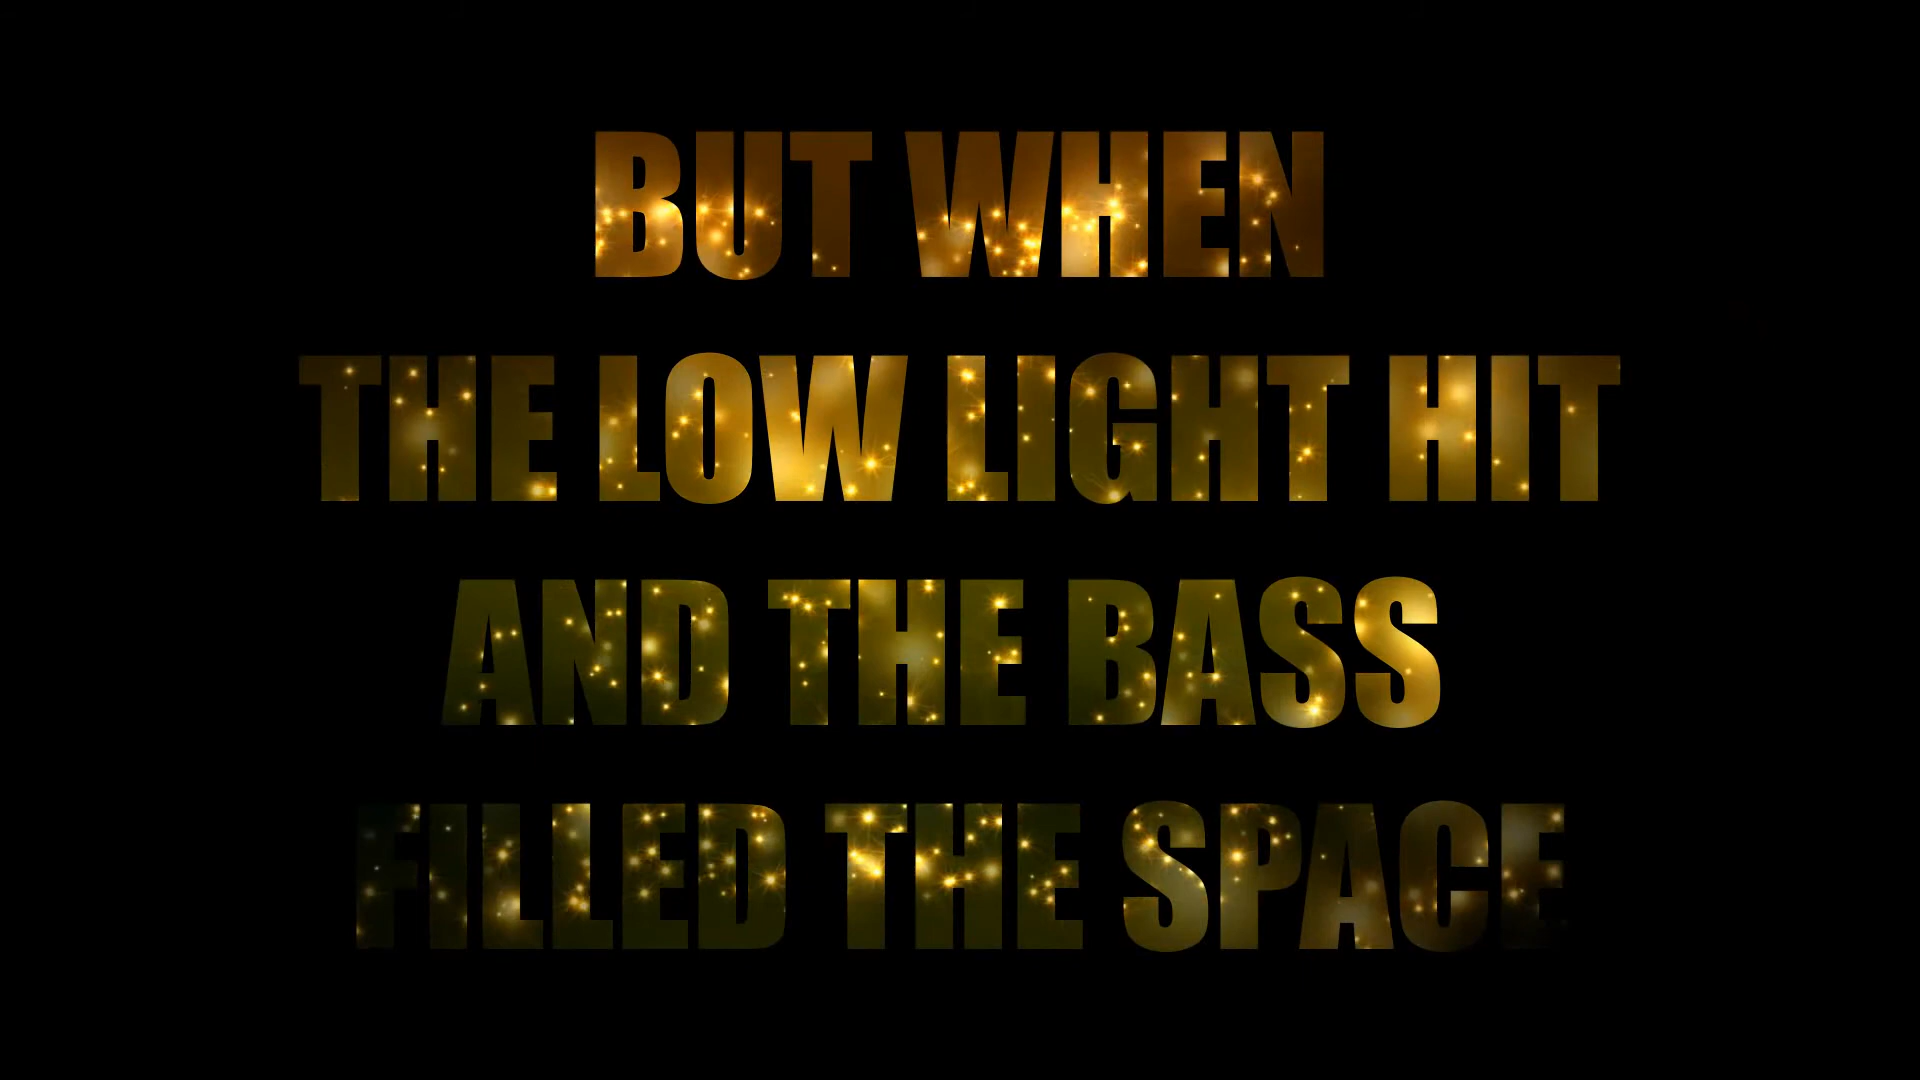 BUT WHEN
THE LOW LIGHT HIT
AND THE BASS
FILLED THE SPACE